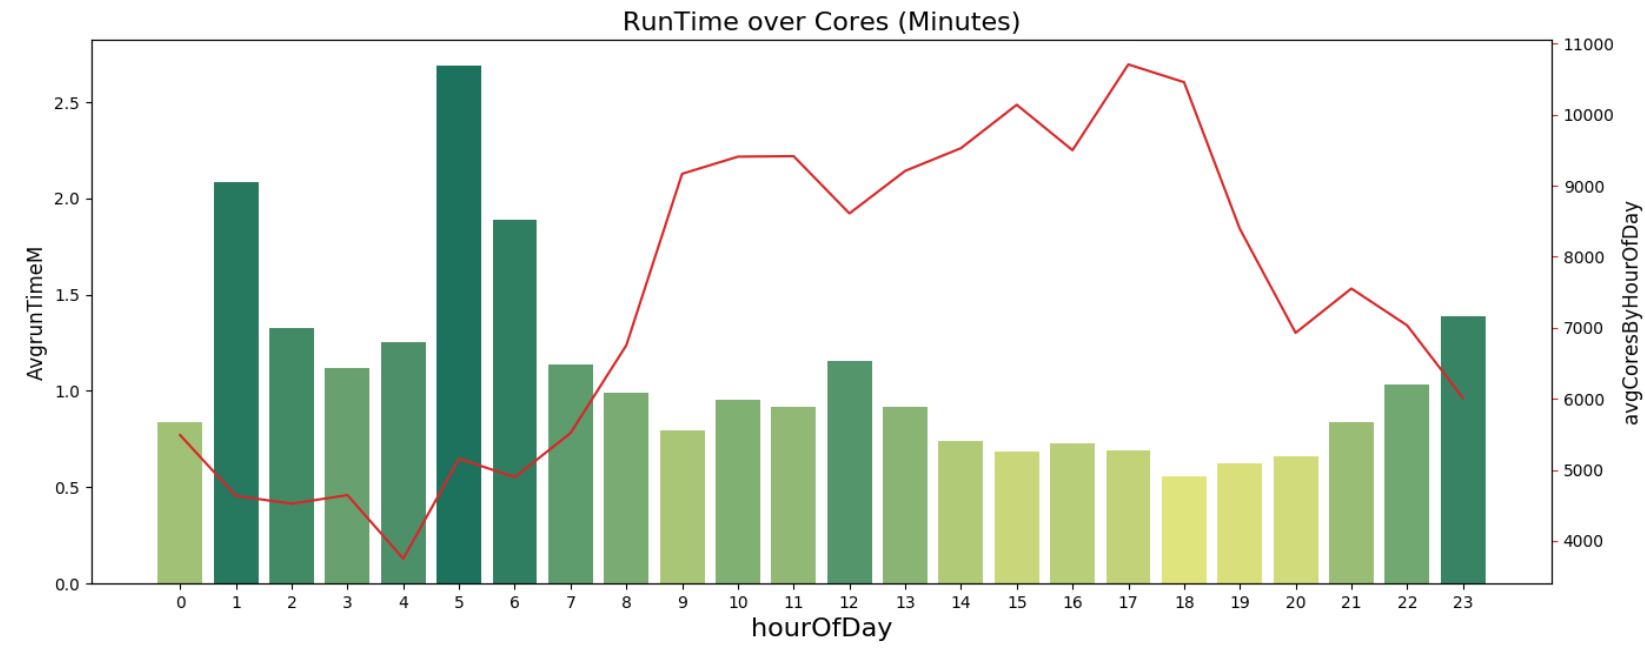 RunTime over Cores (Minutes)
AvgrunTimeM
2.5
2.0
1.5
1.0
0.5
0.0
11000
10000
9000
8000
7000
6000
5000
4000
avgCoresByHourOfDay
0 1 2 3 4 5 6 7 8 9 10 11 12 13 14 15 16 17 18 19 20 21 22 23
hourOfDay